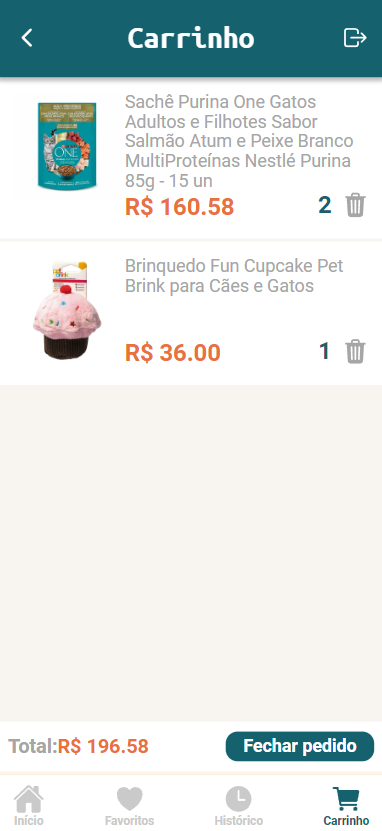 Carrinho
Sachê Purina One Gatos
Adultos e Filhotes Sabor
Salmão Atum e Peixe Branco
MultiProteínas Nestlé Purina
85g - 15 un
R$ 160.58
2
ONE
Brinquedo Fun Cupcake Pet
Brink para Cães e Gatos
R$ 36.00
1
Total:R$ 196.58
Fechar pedido
Início
Favoritos
Histórico
Carrinho